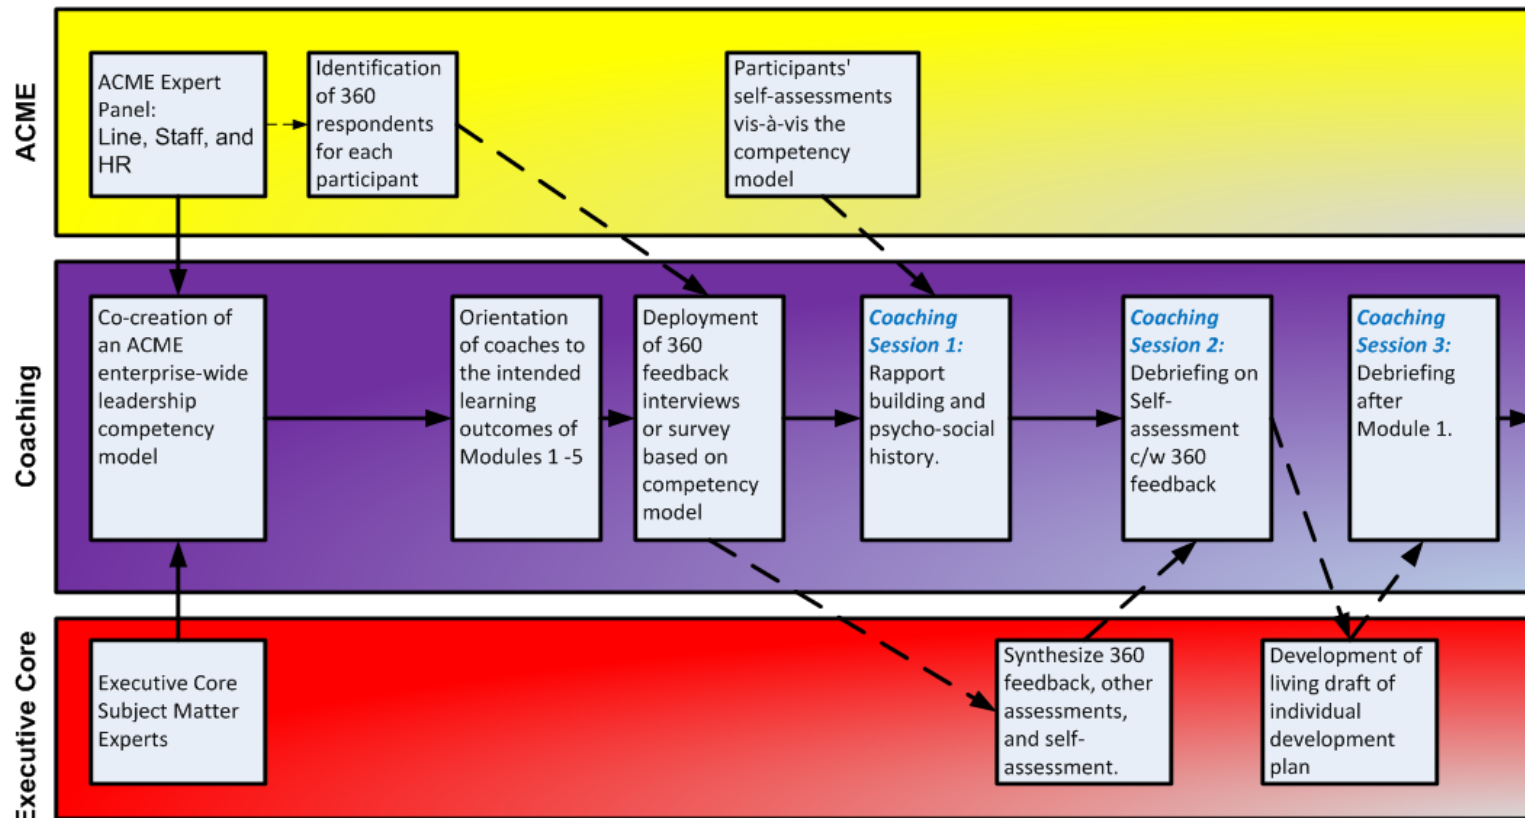 ACME
ACME Expert
Panel:
Line, Staff, and
HR
Identification
of 360
respondents
for each
participant
Participants'
self-assessments
vis-à-vis the
competency
model
Coaching
Co-creation of
an ACME
enterprise-wide
leadership
competency
model
Orientation
of coaches to
the intended
learning
outcomes of
Modules 1 -5
Deployment
of 360
feedback
interviews
or survey
based on
competency
model
Coaching
Session 1:
Rapport
building and
psycho-social
history.
Coaching
Session 2:
Debriefing on
Self-
assessment
c/w 360
feedback
Coaching
Session 3:
Debriefing
after
Module 1.
Executive Core
Executive Core
Subject Matter
Experts
Synthesize 360
feedback, other
assessments,
and self-
assessment.
Development of
living draft of
individual
development
plan